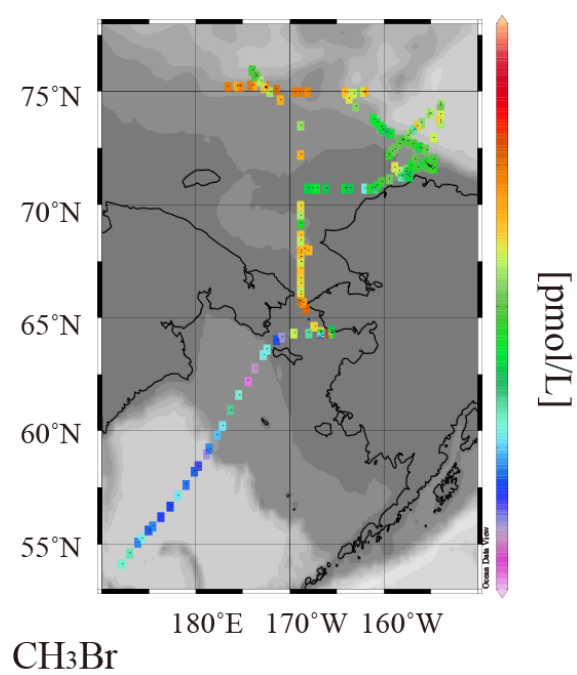 75°N
70°N
65°N
60°N
55°N
180°E 170°W 160°W
[pmol/L]
Ocean Data View
CH₃Br